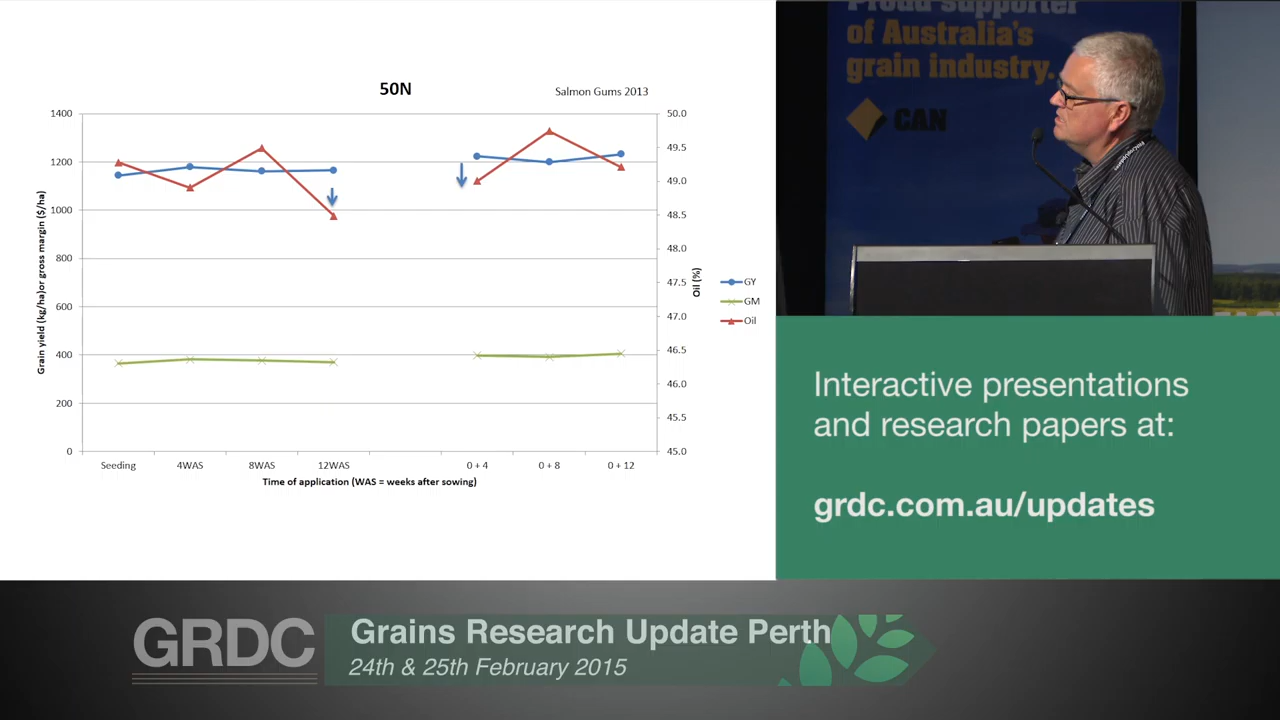 50N
Salmon Gums 2013
1400
1200
1000
800
600
400
200
0
Grain yield (kg/ha)or gross margin ($/ha)
50.0
49.5
49.0
48.5
48.0
47.5
47.0
46.5
46.0
45.5
45.0
Oil (%)
GY
GM
Oil
Seeding 4WAS 8WAS 12WAS 0 + 4 0 + 8 0 + 12
Time of application (WAS = weeks after sowing)
Proud supporter
of Australia's
grain industry.
CAN
Interactive presentations
and research papers at:
grdc.com.au/updates
GRDC
Grains Research Update Perth
24th & 25th February 2015